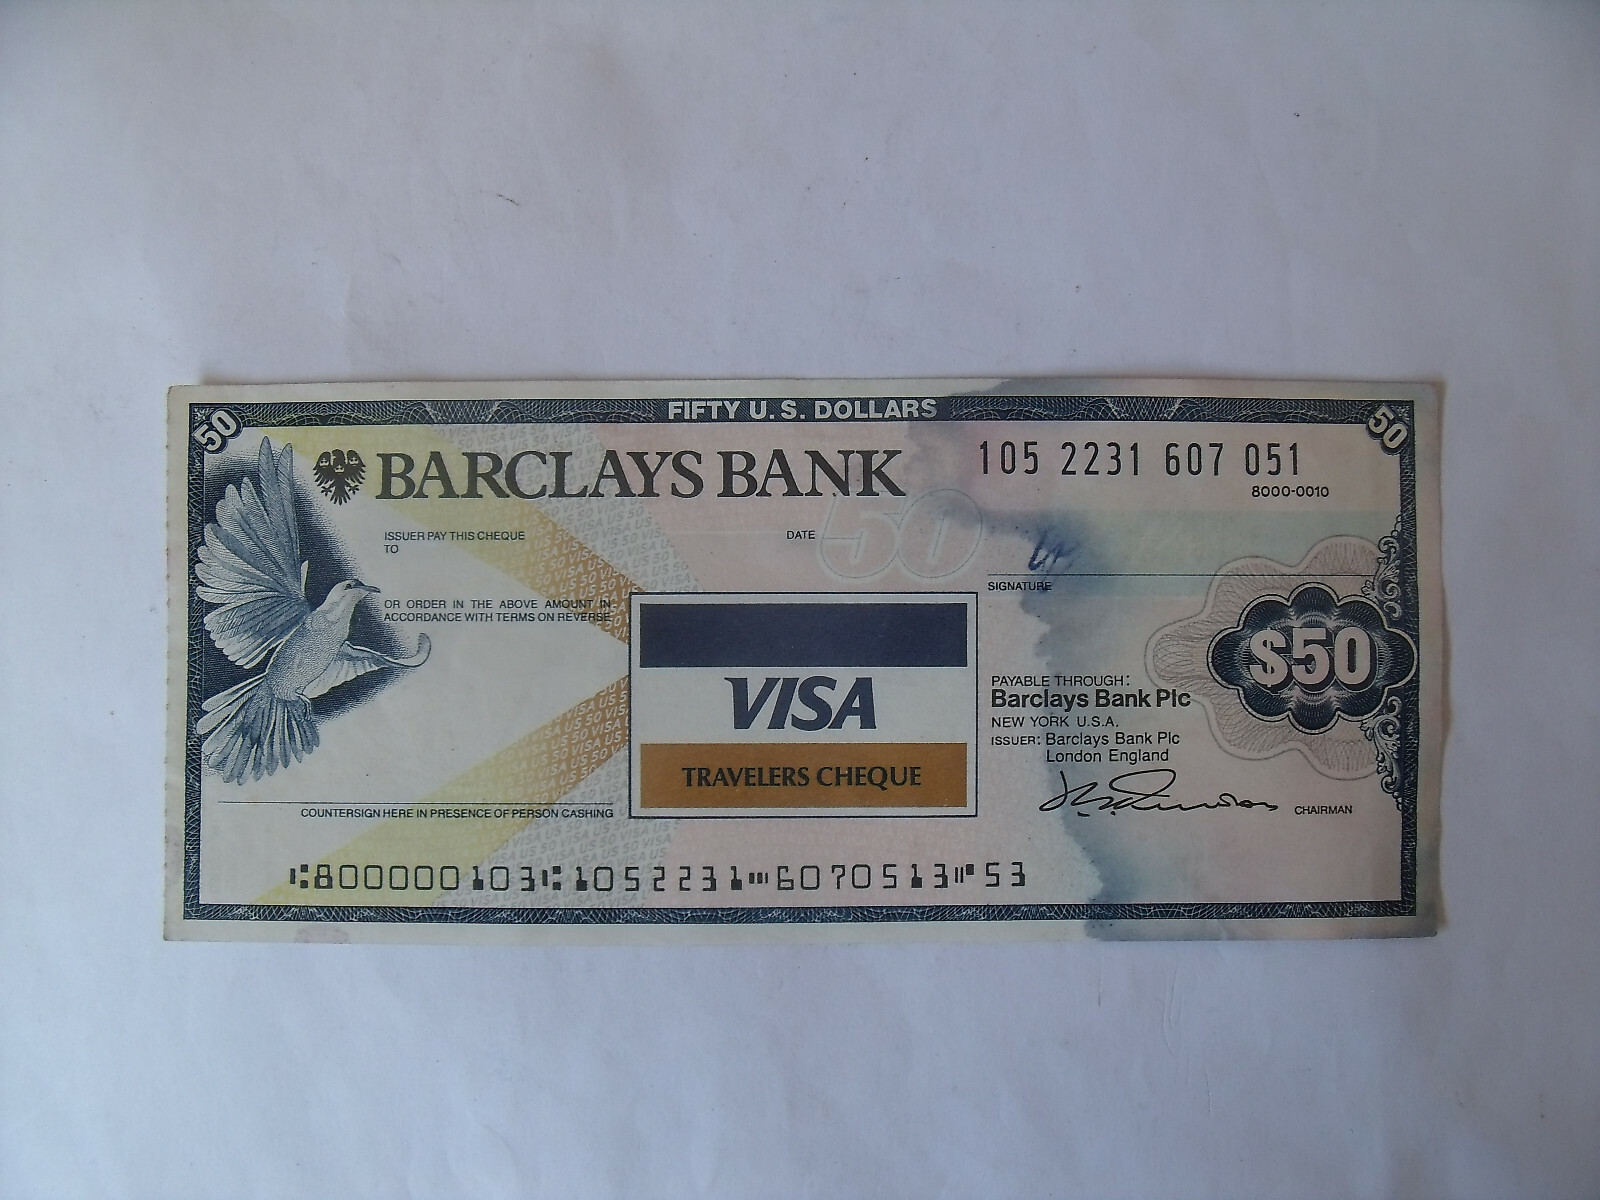 FIFTY U. S. DOLLARS
50
50
BARCLAYS BANK
105 2231 607 051
8000-0010
ISSUER PAY THIS CHEQUE
TO
DATE
50
SIGNATURE
OR ORDER IN THE ABOVE AMOUNT IN
ACCORDANCE WITH TERMS ON REVERSE
$50
VISA
TRAVELERS CHEQUE
PAYABLE THROUGH:
Barclays Bank Plc
NEW YORK U.S.A.
ISSUER: Barclays Bank Plc
London England
CHAIRMAN
COUNTERSIGN HERE IN PRESENCE OF PERSON CASHING
⑆800000103⑆1052231⑉6070513⑈53